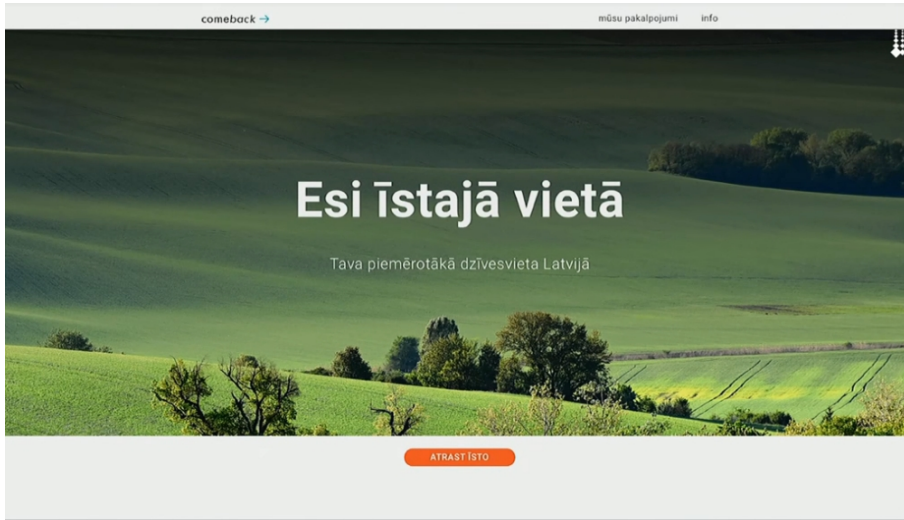 comeback →
mūsu pakalpojumi info
Esi īstajā vietā
Tava piemērotākā dzīvesvieta Latvijā
ATRAST ĪSTO